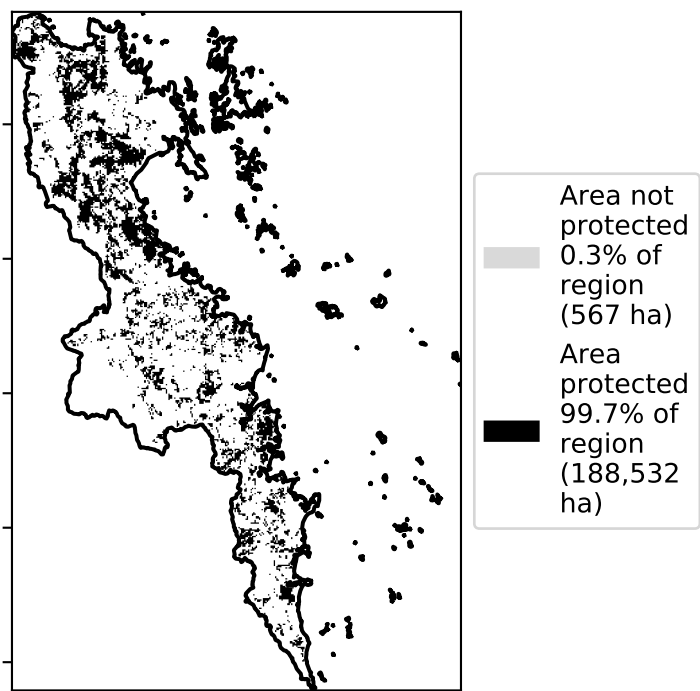 Area not
protected
0.3% of
region
(567 ha)
Area
protected
99.7% of
region
(188,532
ha)